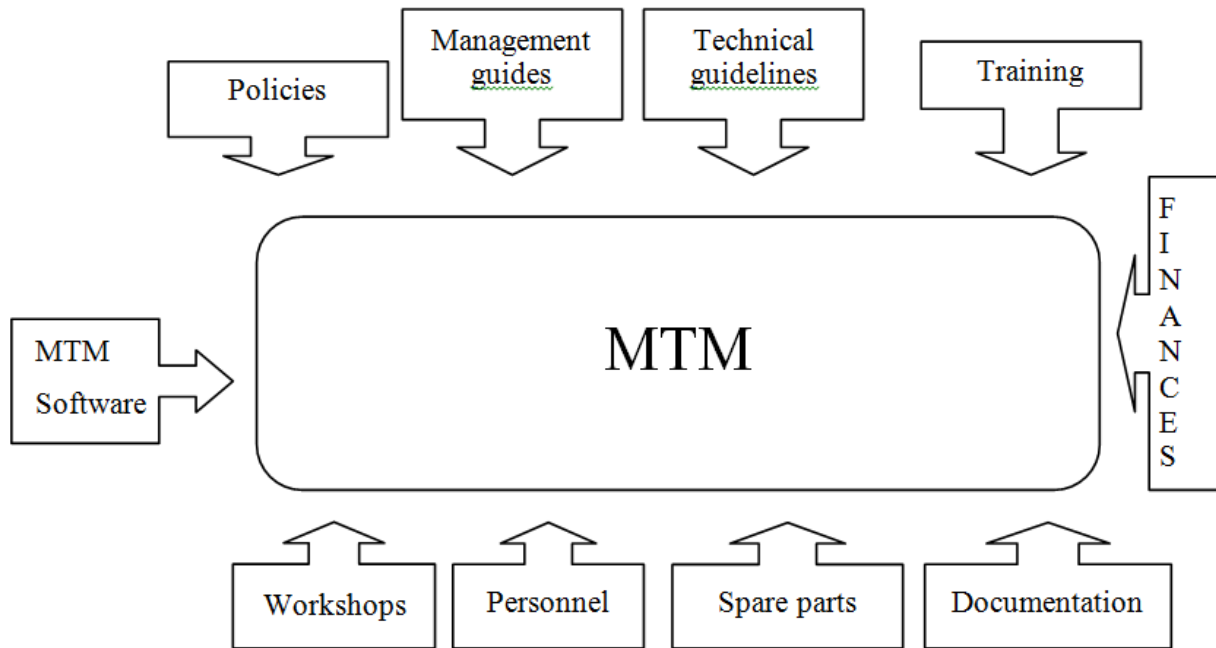 Policies
Management
guides
Technical
guidelines
Training
F
I
N
A
N
C
E
S
MTM
Software
MTM
Workshops
Personnel
Spare parts
Documentation